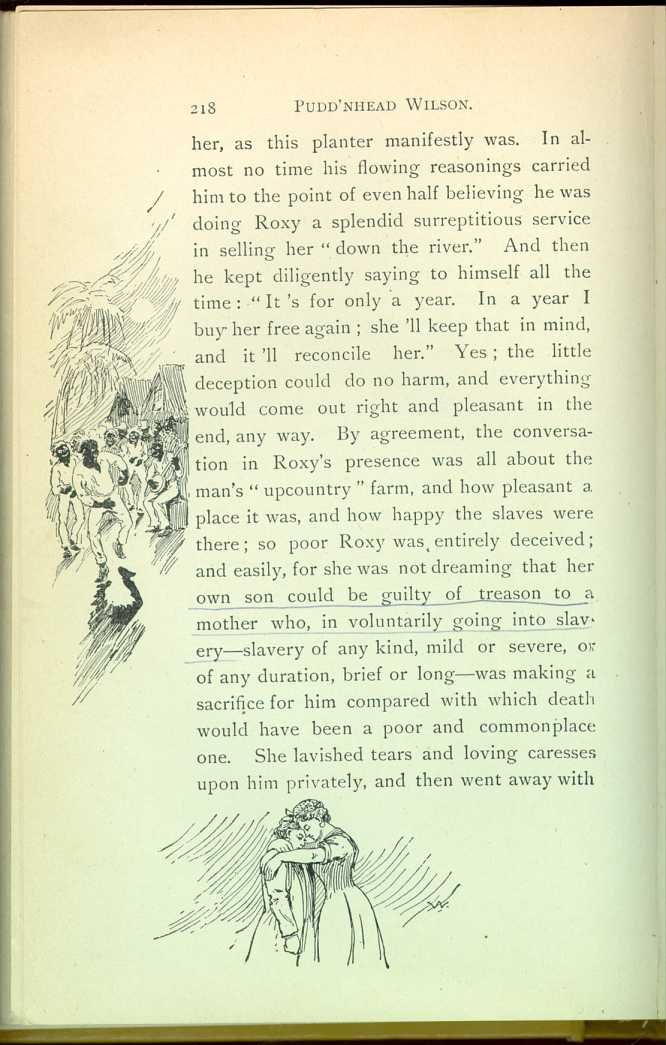 218 PUDD'NHEAD WILSON.
her, as this planter manifestly was. In al-
most no time his flowing reasonings carried
him to the point of even half believing he was
doing Roxy a splendid surreptitious service
in selling her “ down the river.” And then
he kept diligently saying to himself all the
time : “ It 's for only a year. In a year I
buy her free again ; she 'll keep that in mind,
and it 'll reconcile her.” Yes ; the little
deception could do no harm, and everything
would come out right and pleasant in the
end, any way. By agreement, the conversa-
tion in Roxy's presence was all about the
man's “ upcountry ” farm, and how pleasant a
place it was, and how happy the slaves were
there ; so poor Roxy was entirely deceived ;
and easily, for she was not dreaming that her
own son could be guilty of treason to a
mother who, in voluntarily going into slav-
ery—slavery of any kind, mild or severe, or
of any duration, brief or long—was making a
sacrifice for him compared with which death
would have been a poor and commonplace
one. She lavished tears and loving caresses
upon him privately, and then went away with
W.